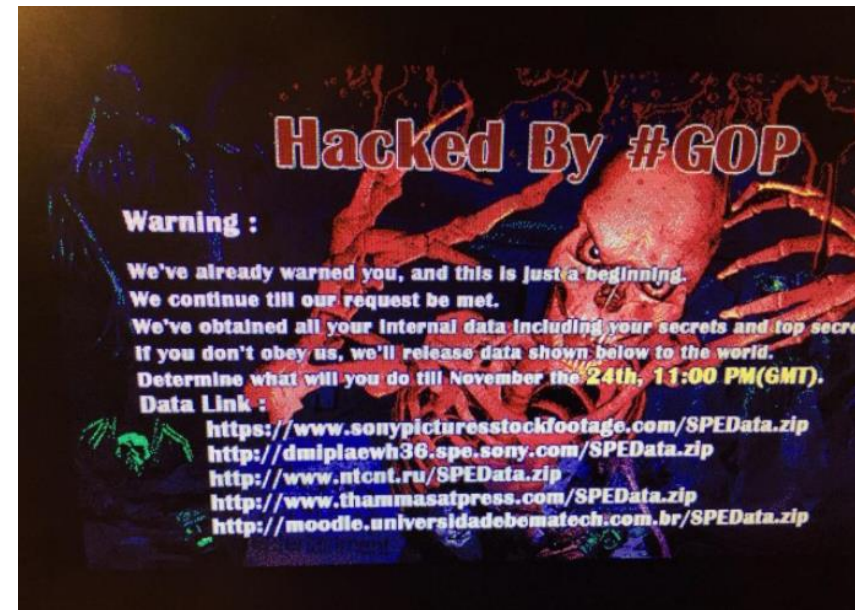 Hacked By #GOP
Warning :
We've already warned you, and this is just a beginning.
We continue till our request be met.
We've obtained all your internal data including your secrets and top
If you don't obey us, we'll release data shown below to the world.
Determine what will you do till November the 24th, 11:00 PM(GMT).
Data Link :
https://www.sonypicturesstockfootage.com/SPEData.zip
http://dmiplaewh36.spe.sony.com/SPEData.zip
http://www.ntcnt.ru/SPEData.zip
http://www.thammasatpress.com/SPEData.zip
http://moodle.universidadebematech.com.br/SPEData.zip